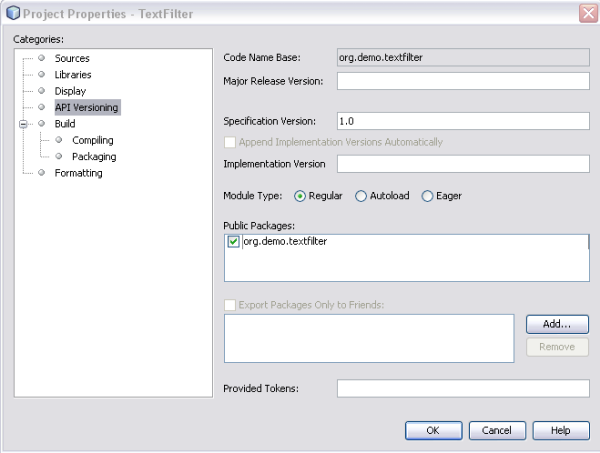 Project Properties - TextFilter
Categories:
Sources
Libraries
Display
API Versioning
Build
Compiling
Packaging
Formatting
Code Name Base: org.demo.textfilter
Major Release Version:
Specification Version: 1.0
Append Implementation Versions Automatically
Implementation Version
Module Type: Regular Autoload Eager
Public Packages:
org.demo.textfilter
Export Packages Only to Friends:
Add...
Remove
Provided Tokens:
OK Cancel Help